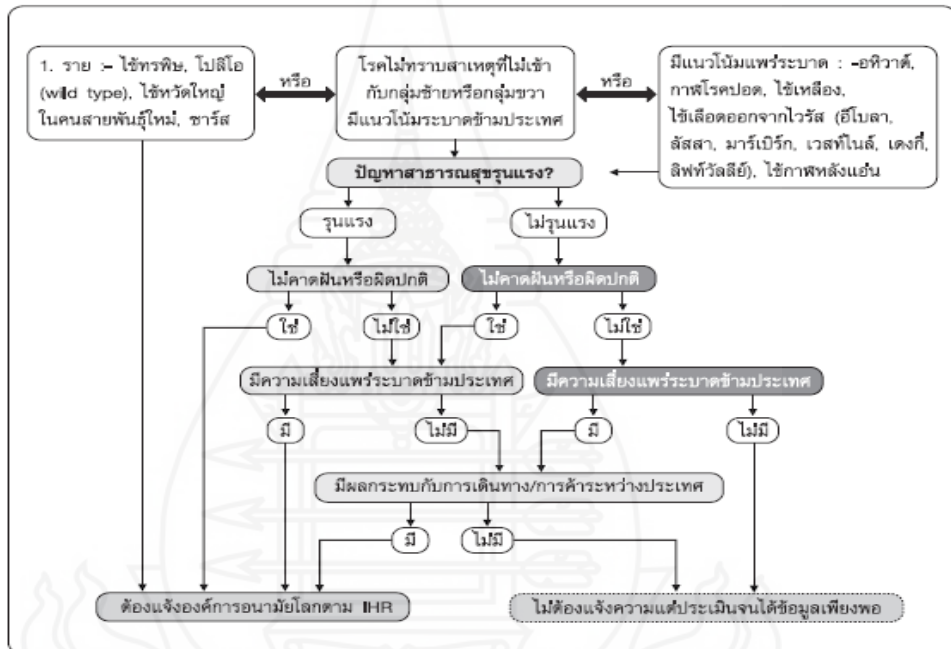 1. ราย :- ไข้ทรพิษ, โปลิโอ
(wild type), ไข้หวัดใหญ่
ในคนสายพันธุ์ใหม่, ซาร์ส
หรือ
โรคไม่ทราบสาเหตุที่ไม่เข้า
กับกลุ่มซ้ายหรือกลุ่มขวา
มีแนวโน้มระบาดข้ามประเทศ
หรือ
มีแนวโน้มแพร่ระบาด : -อหิวาต์,
กาฬโรคปอด, ไข้เหลือง,
ไข้เลือดออกจากไวรัส (อีโบลา,
ลัสสา, มาร์เบิร์ก, เวสท์ไนล์, เดงกี่,
ลิฟท์วัลลีย์), ไข้กาฬหลังแอ่น
ปัญหาสาธารณสุขรุนแรง?
รุนแรง
ไม่รุนแรง
ไม่คาดฝันหรือผิดปกติ
ไม่คาดฝันหรือผิดปกติ
ใช่
ไม่ใช่
ใช่
ไม่ใช่
มีความเสี่ยงแพร่ระบาดข้ามประเทศ
มีความเสี่ยงแพร่ระบาดข้ามประเทศ
มี
ไม่มี
มี
ไม่มี
มีผลกระทบกับการเดินทาง/การค้าระหว่างประเทศ
มี
ไม่มี
ต้องแจ้งองค์การอนามัยโลกตาม IHR
ไม่ต้องแจ้งความแต่ประเมินจนได้ข้อมูลเพียงพอ